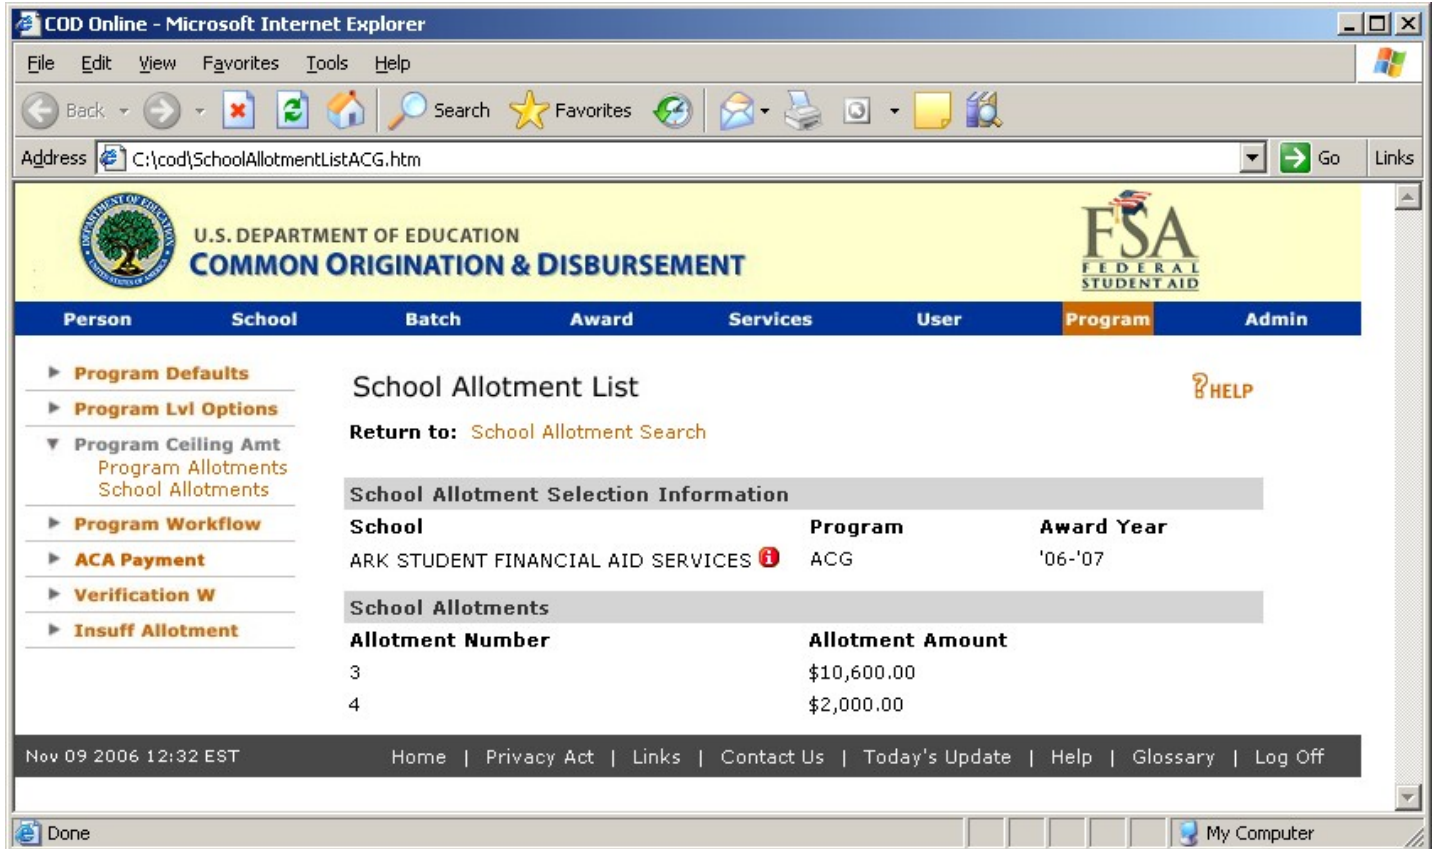 COD Online - Microsoft Internet Explorer
File Edit View Favorites Tools Help
Back Search Favorites
Address C:\cod\SchoolAllotmentListACG.htm Go Links
U.S. DEPARTMENT OF EDUCATION
COMMON ORIGINATION & DISBURSEMENT
FSA
FEDERAL
STUDENT AID
Person School Batch Award Services User Program Admin
Program Defaults
Program Lvl Options
Program Ceiling Amt
Program Allotments
School Allotments
Program Workflow
ACA Payment
Verification W
Insuff Allotment
School Allotment List
HELP
Return to: School Allotment Search
School Allotment Selection Information
School Program Award Year
ARK STUDENT FINANCIAL AID SERVICES ACG '06-'07
School Allotments
Allotment Number Allotment Amount
3 $10,600.00
4 $2,000.00
Nov 09 2006 12:32 EST Home | Privacy Act | Links | Contact Us | Today's Update | Help | Glossary | Log Off
Done My Computer